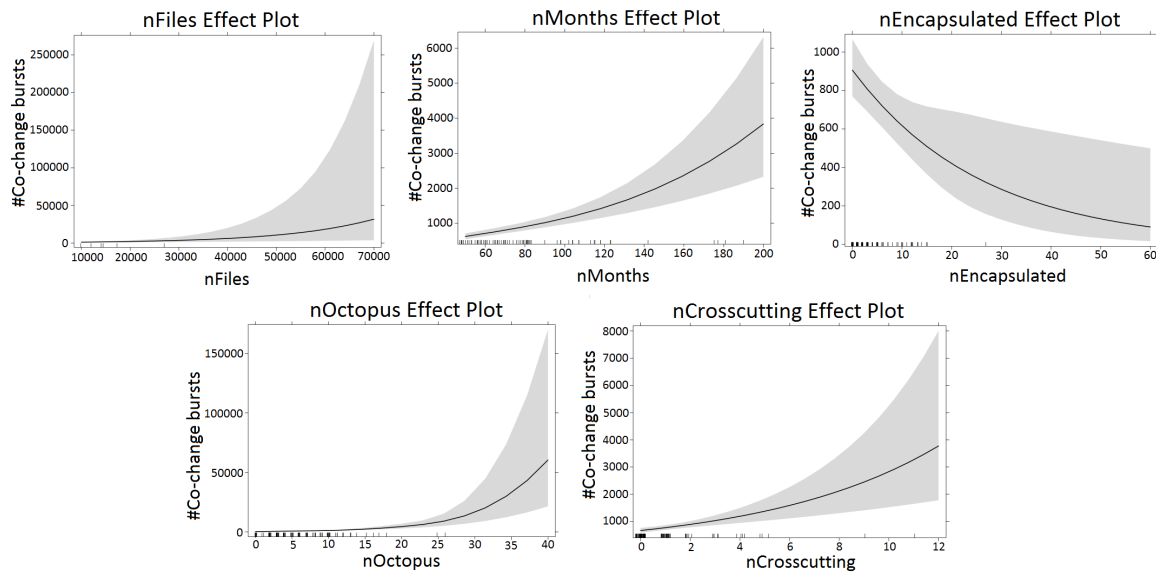 nFiles Effect Plot
#Co-change bursts
250000
200000
150000
100000
50000
0
10000 20000 30000 40000 50000 60000 70000
nFiles
nMonths Effect Plot
#Co-change bursts
6000
5000
4000
3000
2000
1000
60 80 100 120 140 160 180 200
nMonths
nEncapsulated Effect Plot
#Co-change bursts
1000
800
600
400
200
0
0 10 20 30 40 50 60
nEncapsulated
nOctopus Effect Plot
#Co-change bursts
150000
100000
50000
0
0 5 10 15 20 25 30 35 40
nOctopus
nCrosscutting Effect Plot
#Co-change bursts
8000
7000
6000
5000
4000
3000
2000
1000
0 2 4 6 8 10 12
nCrosscutting